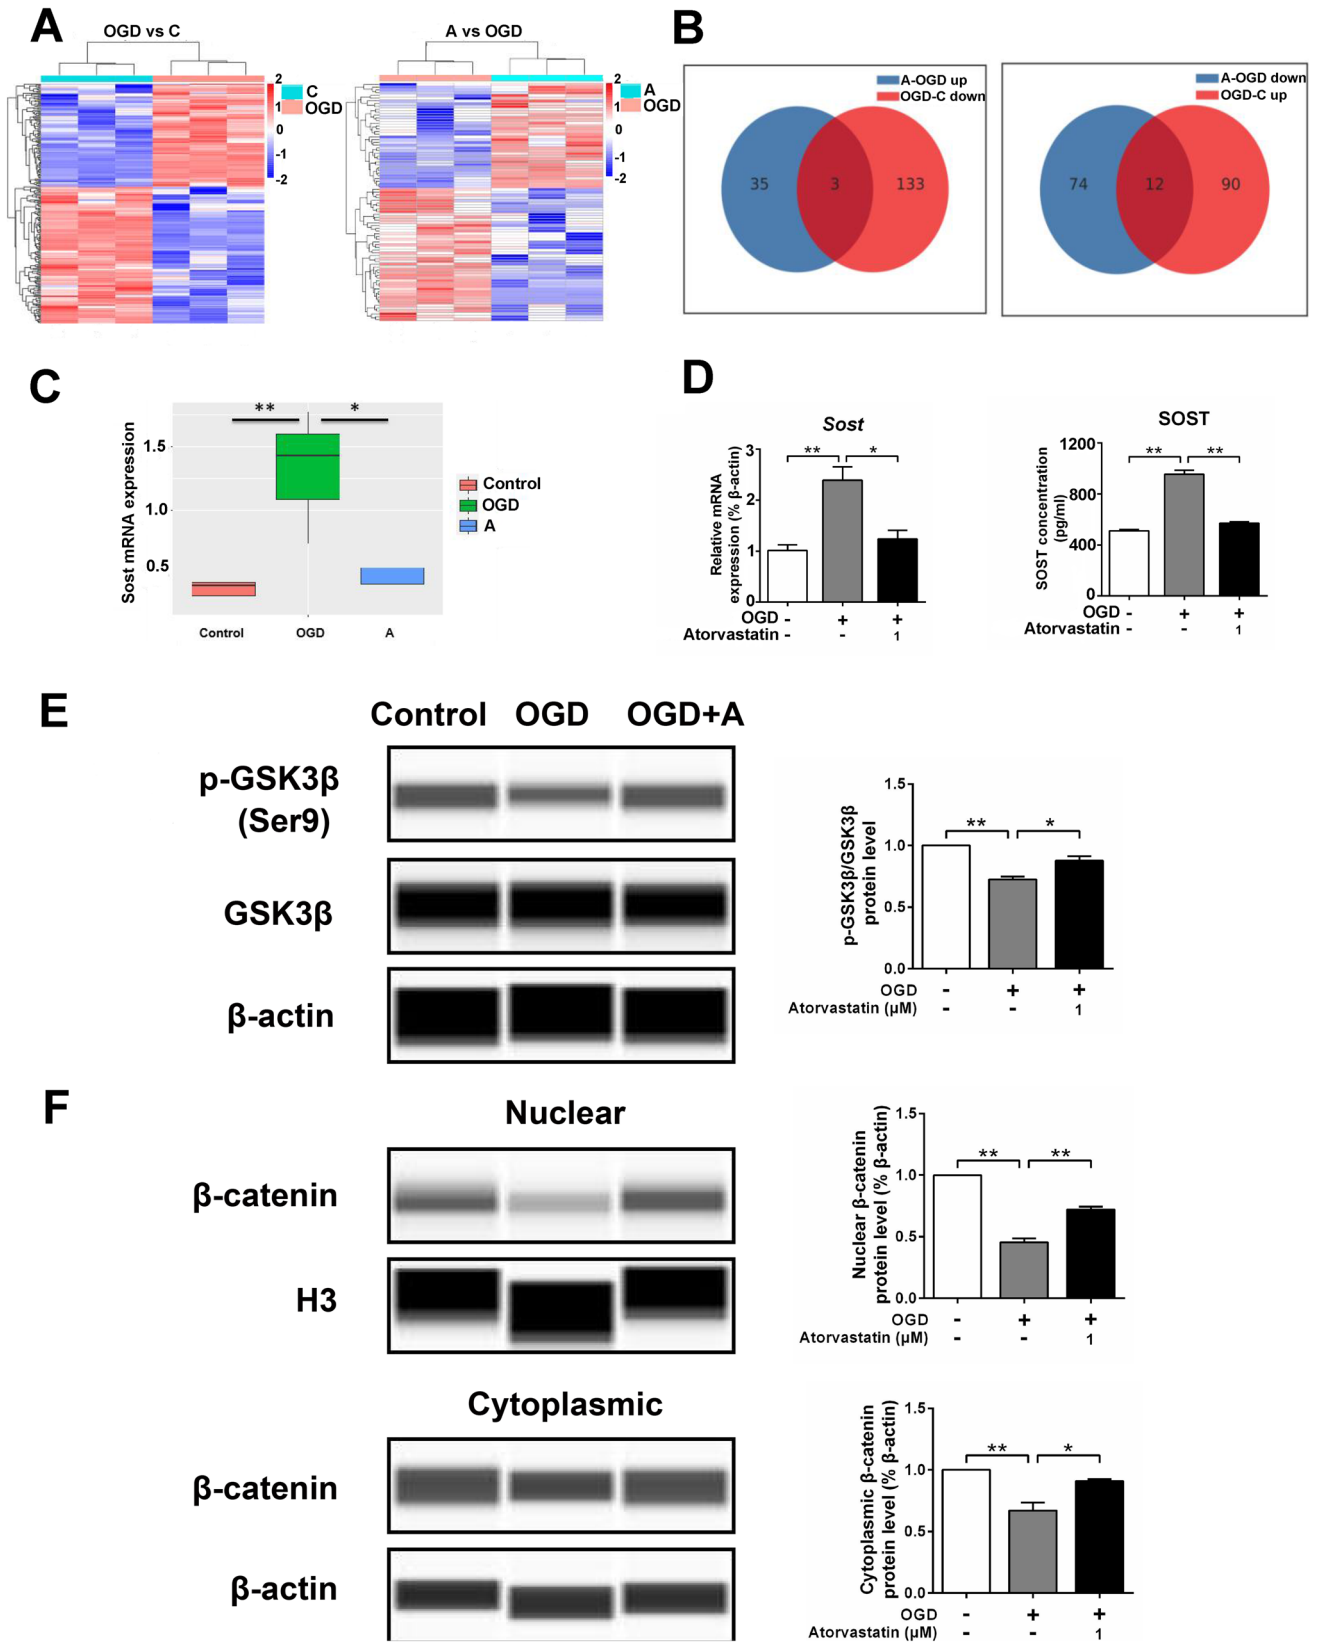 A
OGD vs C
2
1
0
-1
-2
C
OGD
A vs OGD
2
1
0
-1
-2
A
OGD
B
A-OGD up
OGD-C down
35
3
133
A-OGD down
OGD-C up
74
12
90
C
Sost mRNA expression
1.5
1.0
0.5
**
*
Control
OGD
A
Control
OGD
A
D
Sost
Relative mRNA
expression (% β-actin)
3
2
1
0
**
*
OGD - + +
Atorvastatin - - 1
SOST
SOST concentration
(pg/ml)
1200
800
400
0
**
**
OGD - + +
Atorvastatin - - 1
E
Control OGD OGD+A
p-GSK3β
(Ser9)
GSK3β
β-actin
p-GSK3β/GSK3β
protein level
1.5
1.0
0.5
0.0
**
*
OGD - + +
Atorvastatin (μM) - - 1
F
Nuclear
β-catenin
H3
Nuclear β-catenin
protein level (% β-actin)
1.5
1.0
0.5
0.0
**
**
OGD - + +
Atorvastatin (μM) - - 1
Cytoplasmic
β-catenin
β-actin
Cytoplasmic β-catenin
protein level (% β-actin)
1.5
1.0
0.5
0.0
**
*
OGD - + +
Atorvastatin (μM) - - 1